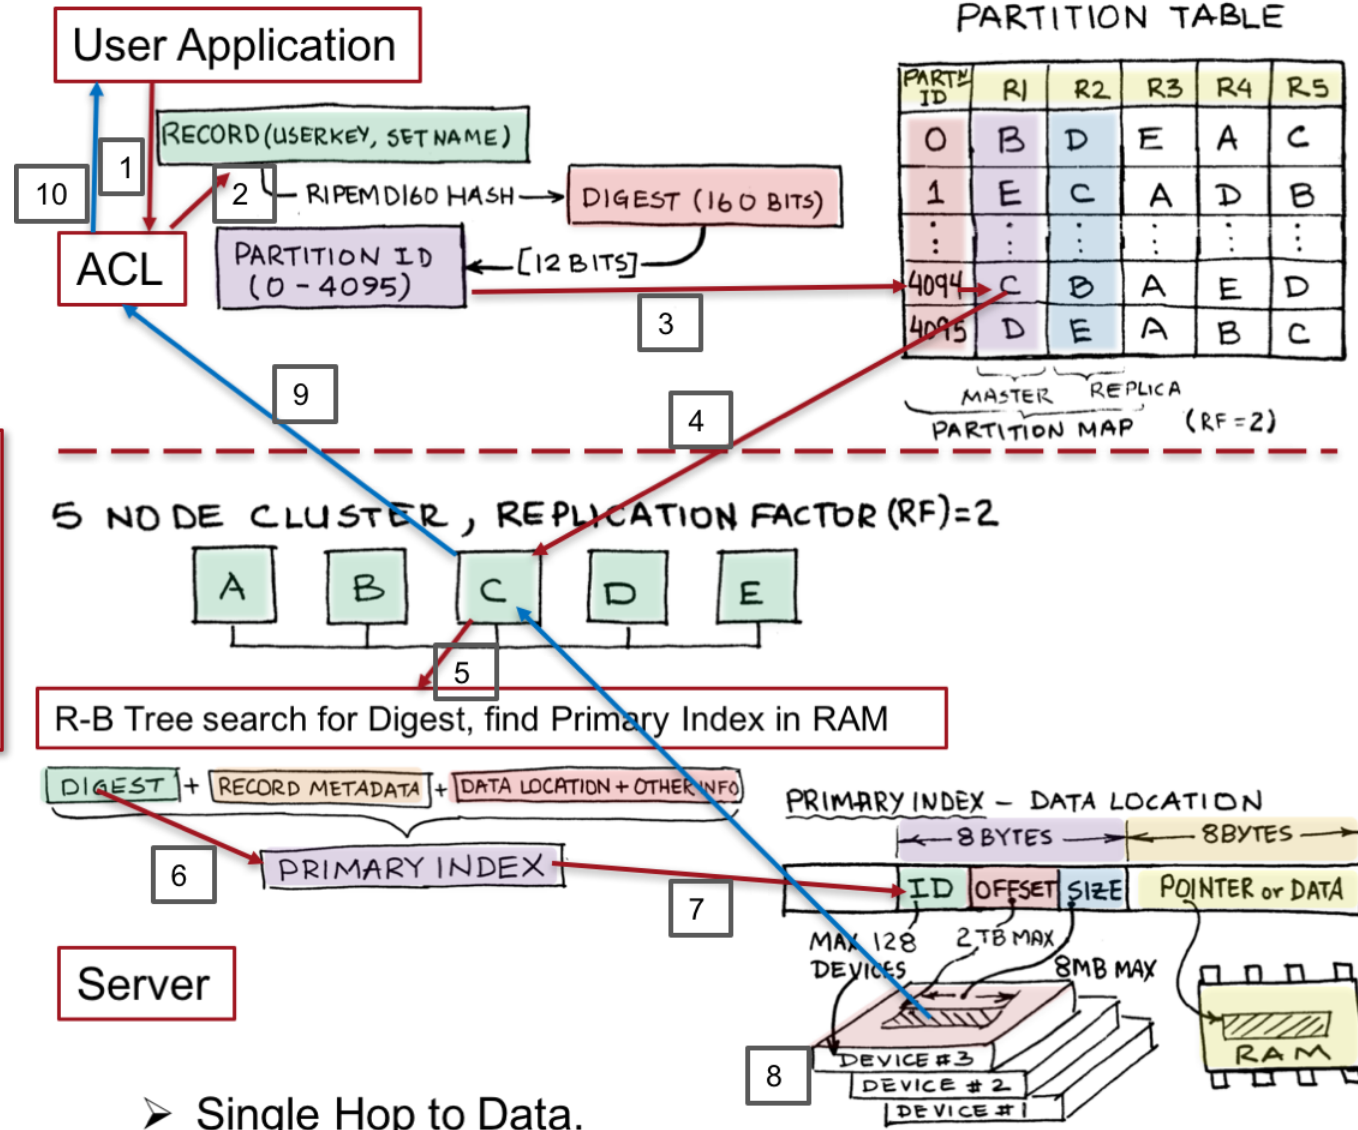 PARTITION TABLE
User Application
PARTN ID R1 R2 R3 R4 R5
0 B D E A C
1 E C A D B
⋮ ⋮ ⋮ ⋮ ⋮ ⋮
4094 C B A E D
4095 D E A B C
MASTER REPLICA
PARTITION MAP (RF=2)
10
1
RECORD (USERKEY, SET NAME)
2
RIPEMD160 HASH
DIGEST (160 BITS)
ACL
PARTITION ID
(0 - 4095)
[12 BITS]
3
9
4
5 NODE CLUSTER, REPLICATION FACTOR (RF)=2
A B C D E
5
R-B Tree search for Digest, find Primary Index in RAM
DIGEST + RECORD METADATA + DATA LOCATION + OTHER INFO
6
PRIMARY INDEX
7
PRIMARY INDEX - DATA LOCATION
8 BYTES 8 BYTES
ID OFFSET SIZE POINTER or DATA
MAX 128
DEVICES
2 TB MAX
8MB MAX
Server
8
DEVICE #3
DEVICE #2
DEVICE #1
RAM
➢ Single Hop to Data.